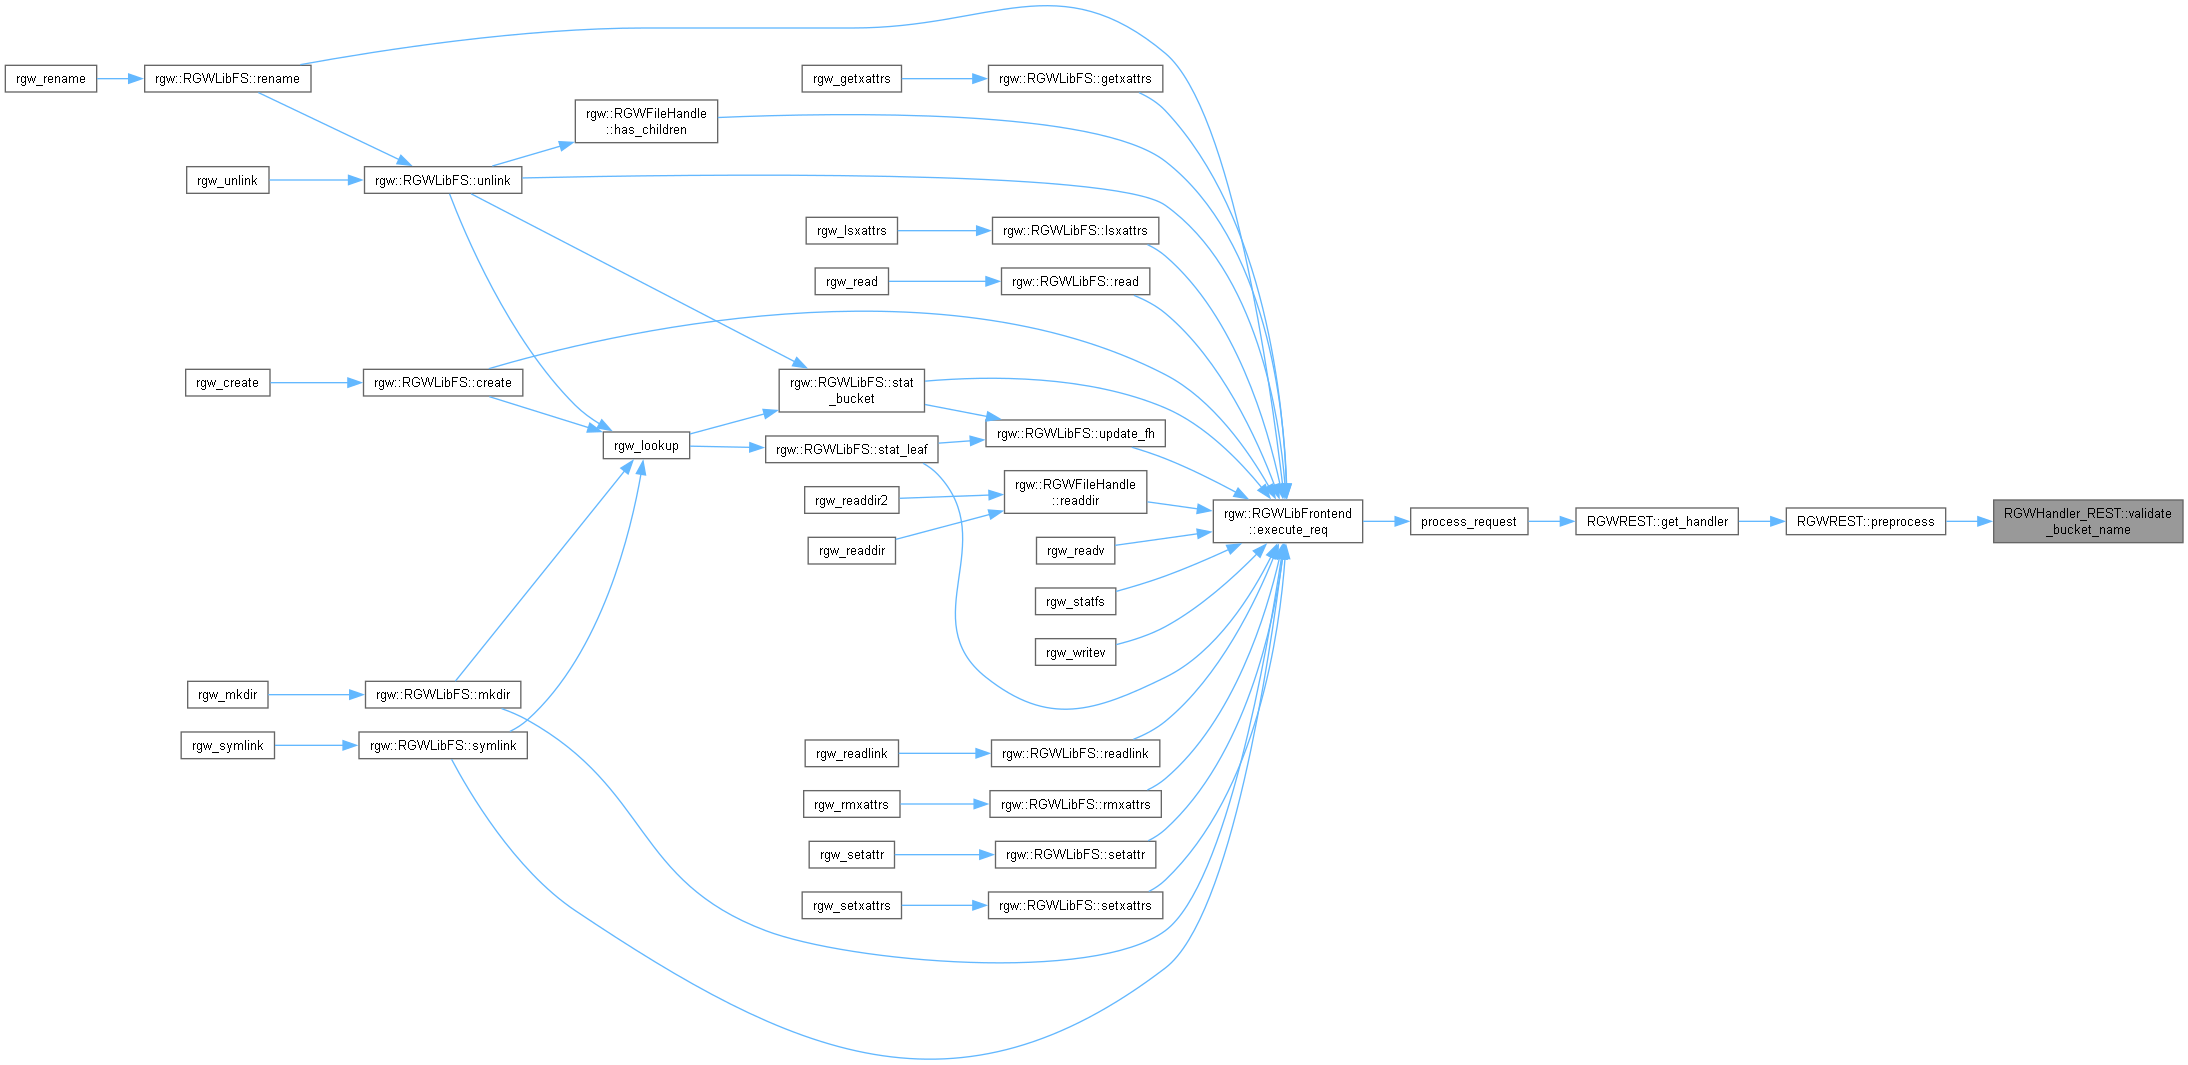 rgw_rename
rgw::RGWLibFS::rename
rgw_getxattrs
rgw::RGWLibFS::getxattrs
rgw::RGWFileHandle
::has_children
rgw_unlink
rgw::RGWLibFS::unlink
rgw_lsxattrs
rgw::RGWLibFS::lsxattrs
rgw_read
rgw::RGWLibFS::read
rgw_create
rgw::RGWLibFS::create
rgw::RGWLibFS::stat
_bucket
rgw_lookup
rgw::RGWLibFS::stat_leaf
rgw::RGWLibFS::update_fh
rgw_readdir2
rgw::RGWFileHandle
::readdir
rgw_readdir
rgw_readv
rgw::RGWLibFrontend
::execute_req
process_request
RGWREST::get_handler
RGWREST::preprocess
RGWHandler_REST::validate
_bucket_name
rgw_statfs
rgw_writev
rgw_mkdir
rgw::RGWLibFS::mkdir
rgw_symlink
rgw::RGWLibFS::symlink
rgw_readlink
rgw::RGWLibFS::readlink
rgw_rmxattrs
rgw::RGWLibFS::rmxattrs
rgw_setattr
rgw::RGWLibFS::setattr
rgw_setxattrs
rgw::RGWLibFS::setxattrs